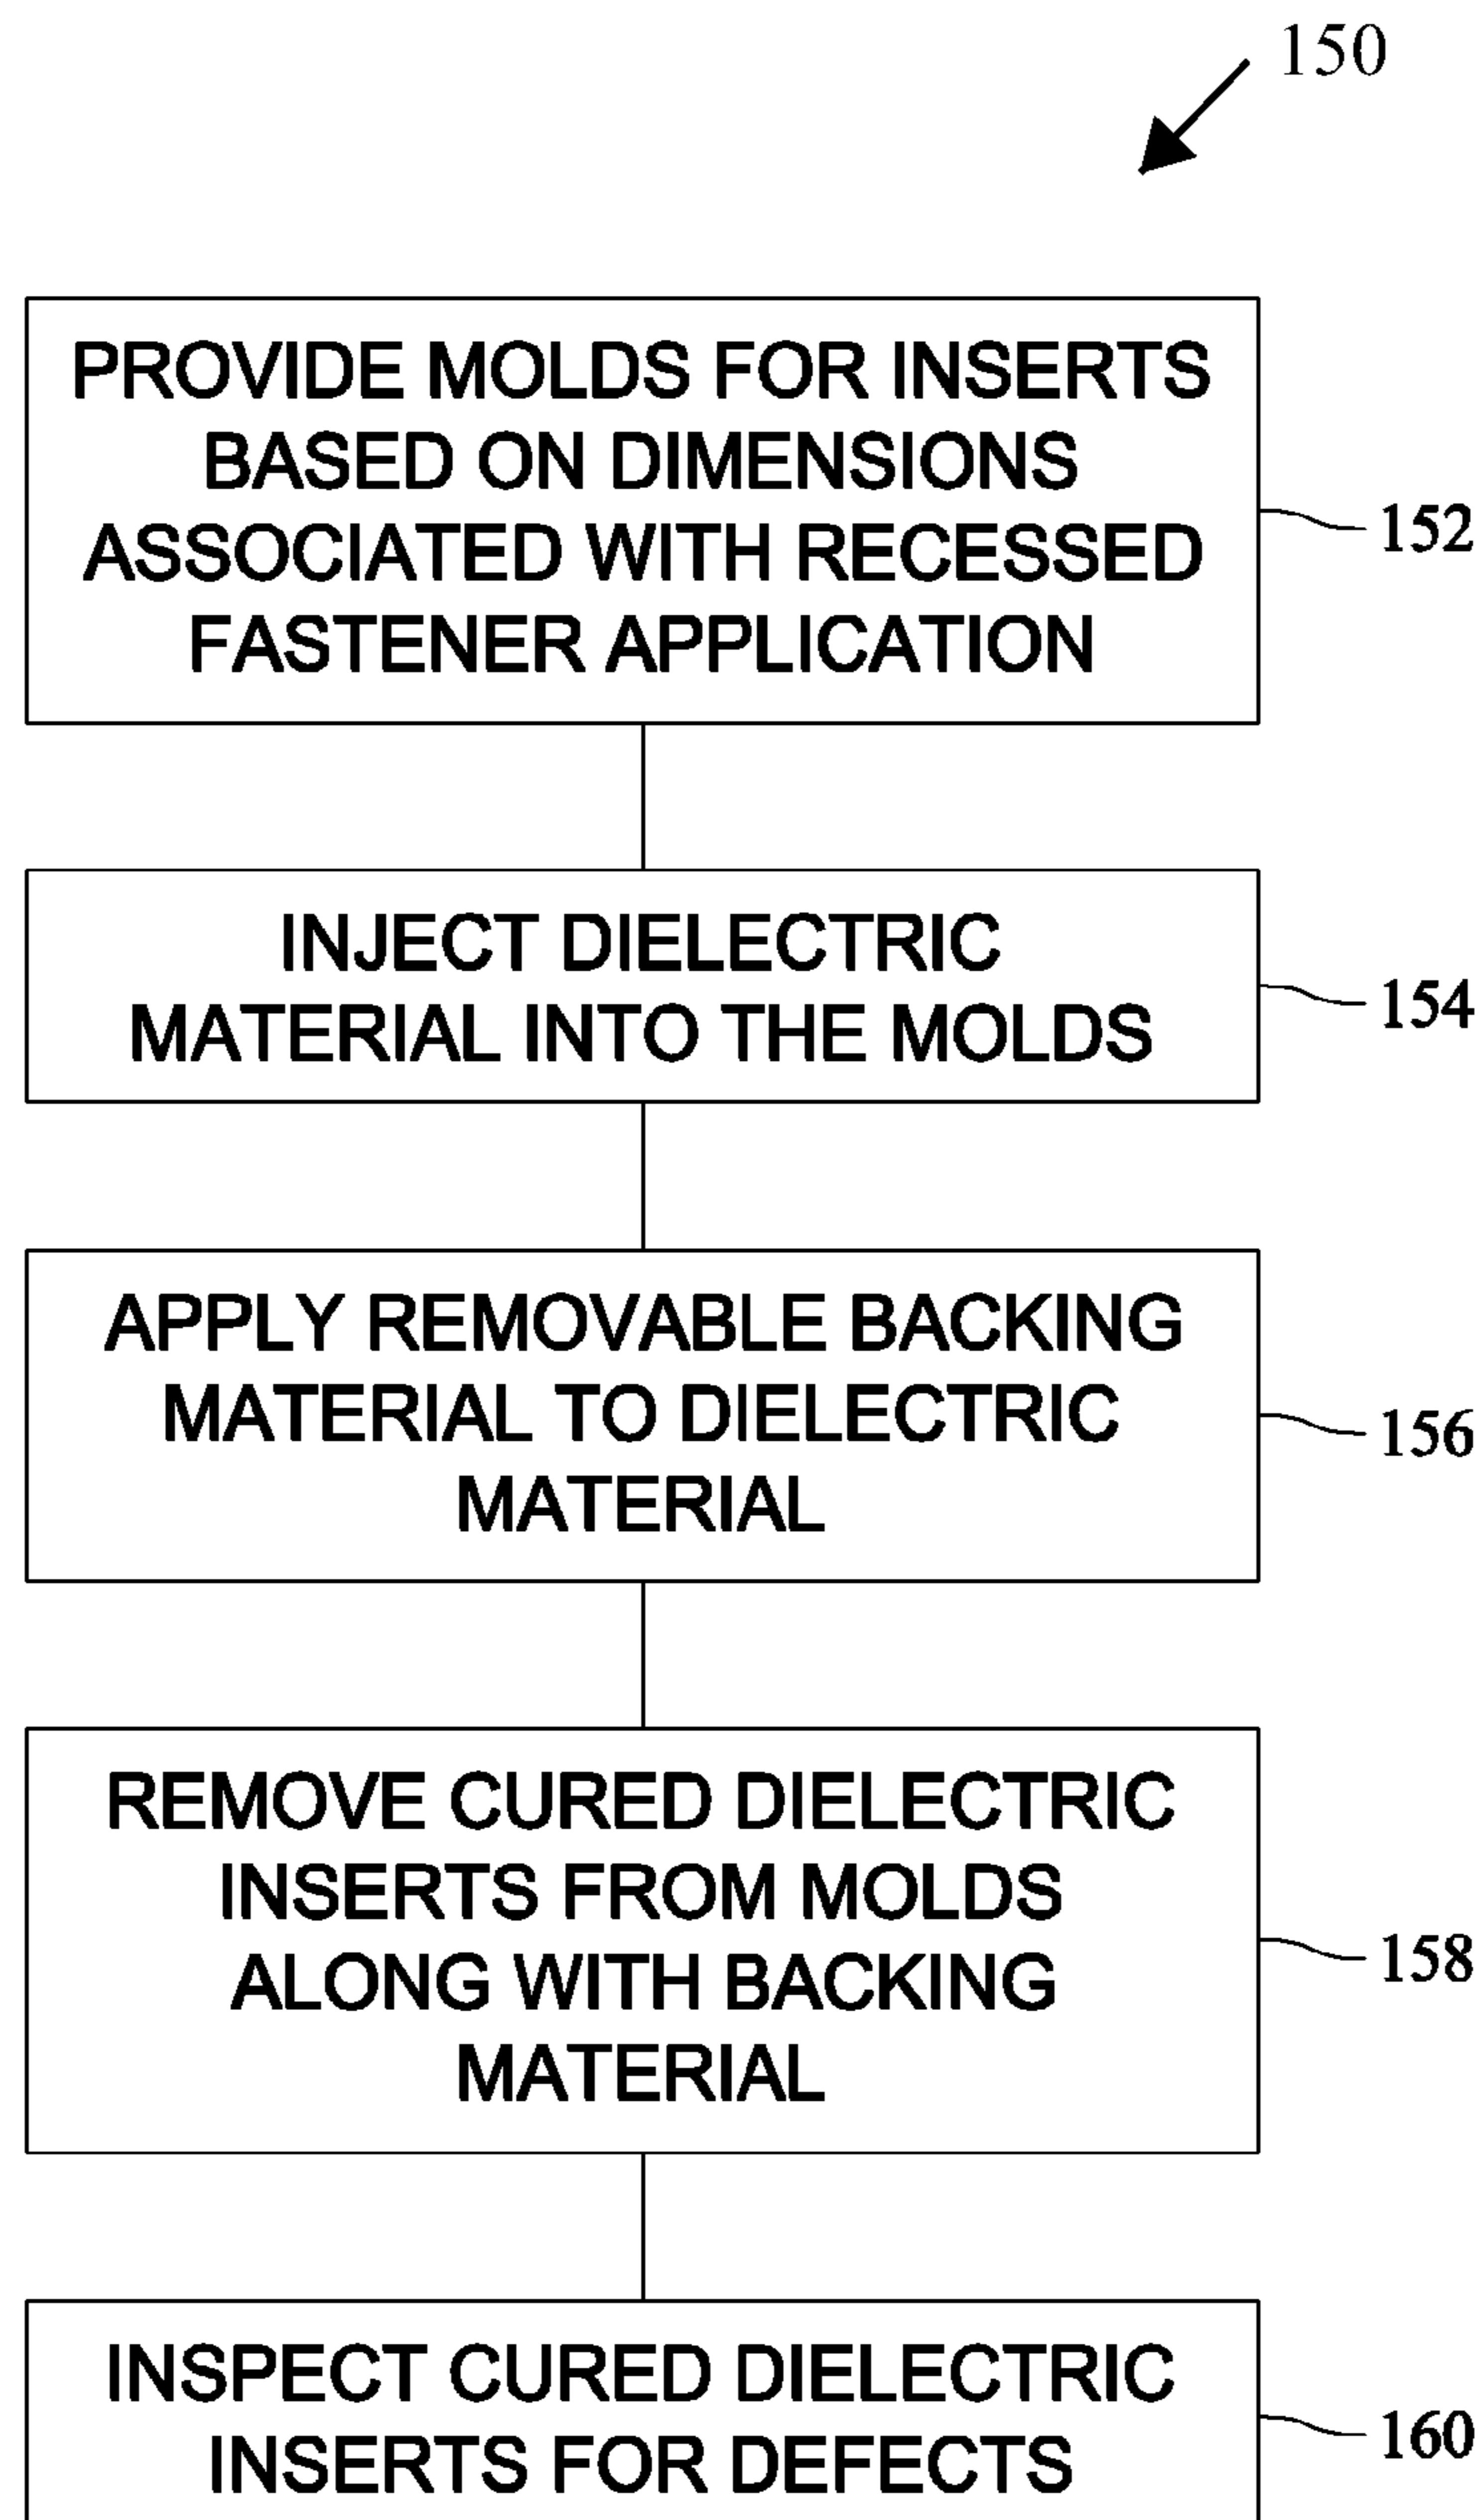 150
PROVIDE MOLDS FOR INSERTS
BASED ON DIMENSIONS
ASSOCIATED WITH RECESSED
FASTENER APPLICATION
152
INJECT DIELECTRIC
MATERIAL INTO THE MOLDS
154
APPLY REMOVABLE BACKING
MATERIAL TO DIELECTRIC
MATERIAL
156
REMOVE CURED DIELECTRIC
INSERTS FROM MOLDS
ALONG WITH BACKING
MATERIAL
158
INSPECT CURED DIELECTRIC
INSERTS FOR DEFECTS
160